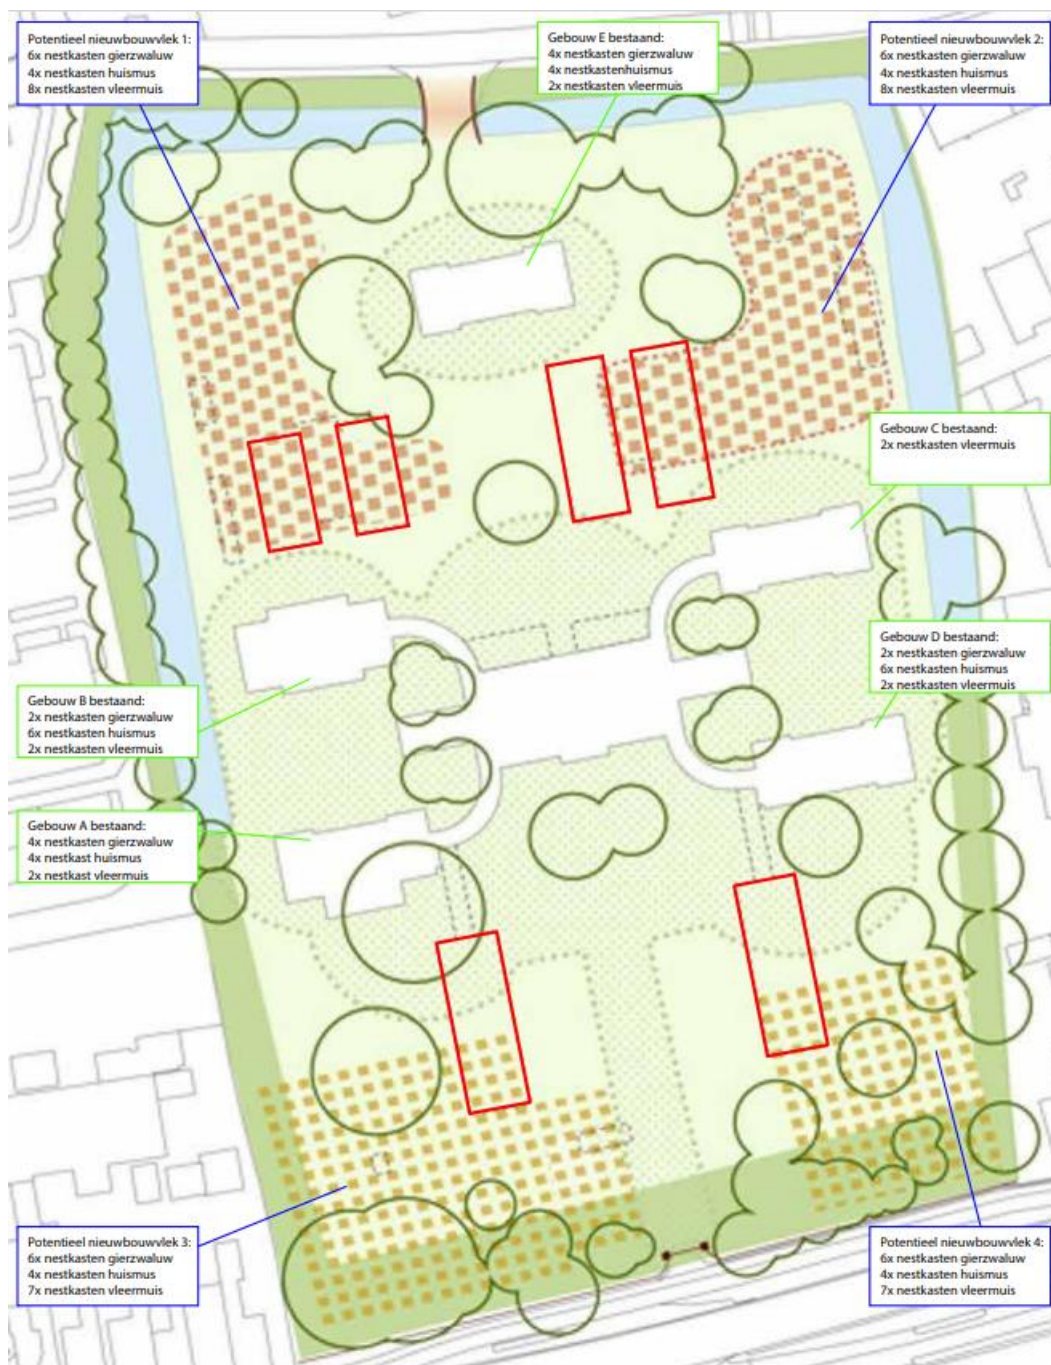 Potentieel nieuwbouwvlek 1:
6x nestkasten gierzwaluw
4x nestkasten huismus
8x nestkasten vleermuis
Gebouw E bestaand:
4x nestkasten gierzwaluw
4x nestkastenhuismus
2x nestkasten vleermuis
Potentieel nieuwbouwvlek 2:
6x nestkasten gierzwaluw
4x nestkasten huismus
8x nestkasten vleermuis
Gebouw C bestaand:
2x nestkasten vleermuis
Gebouw D bestaand:
2x nestkasten gierzwaluw
6x nestkasten huismus
2x nestkasten vleermuis
Gebouw B bestaand:
2x nestkasten gierzwaluw
6x nestkasten huismus
2x nestkasten vleermuis
Gebouw A bestaand:
4x nestkasten gierzwaluw
4x nestkast huismus
2x nestkast vleermuis
Potentieel nieuwbouwvlek 3:
6x nestkasten gierzwaluw
4x nestkasten huismus
7x nestkasten vleermuis
Potentieel nieuwbouwvlek 4:
6x nestkasten gierzwaluw
4x nestkasten huismus
7x nestkasten vleermuis